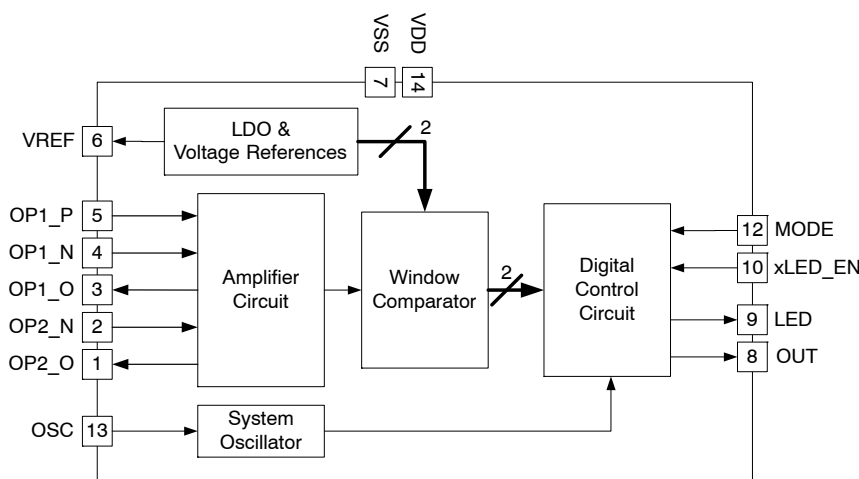 VSS
VDD
7
14
VREF
6
LDO &
Voltage References
2
OP1_P
5
OP1_N
4
OP1_O
3
OP2_N
2
OP2_O
1
Amplifier
Circuit
Window
Comparator
2
Digital
Control
Circuit
12
MODE
10
xLED_EN
9
LED
8
OUT
OSC
13
System
Oscillator